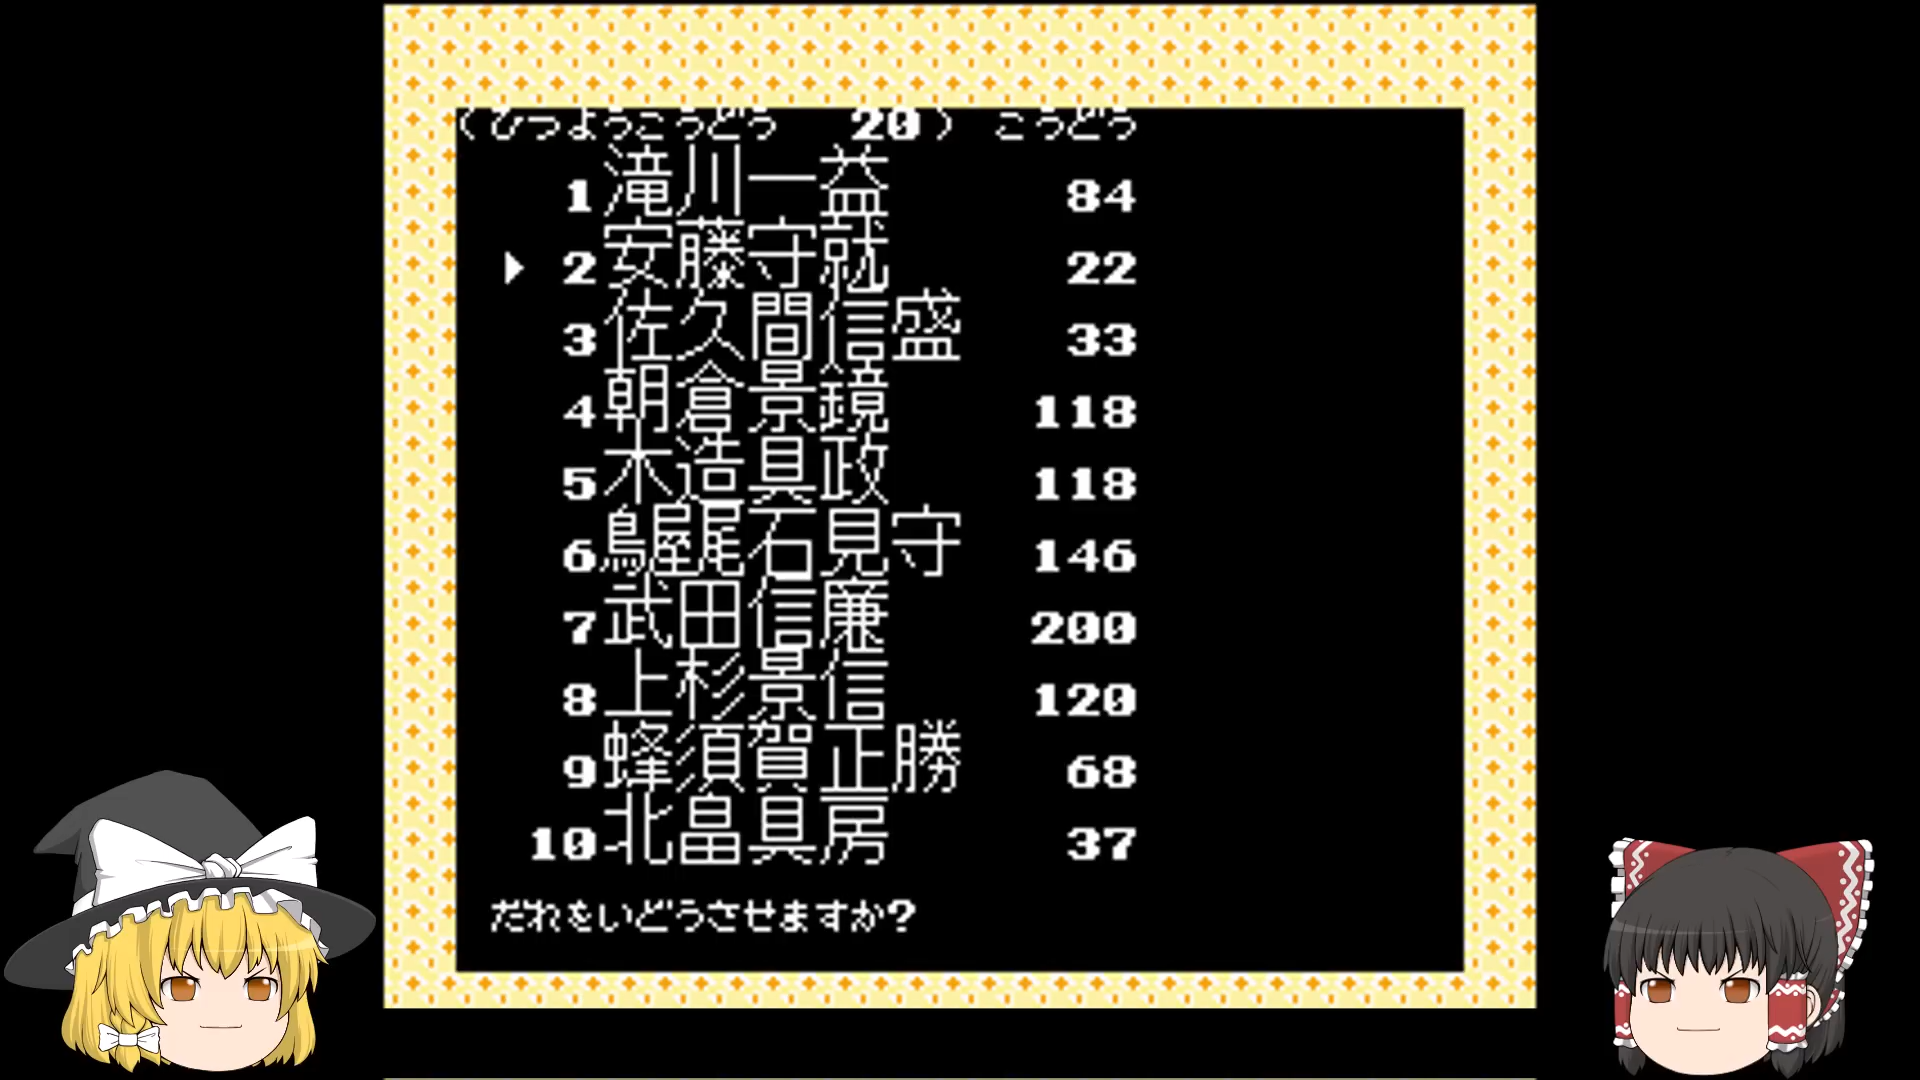 (ひつようこうどう 20) こうどう
1 滝川一益 84
2 安藤守就 22
3 佐久間信盛 33
4 朝倉景鏡 118
5 木造具政 118
6 鳥屋尾石見守 146
7 武田信廉 200
8 上杉景信 120
9 蜂須賀正勝 68
10 北畠具房 37
だれをいどうさせますか?